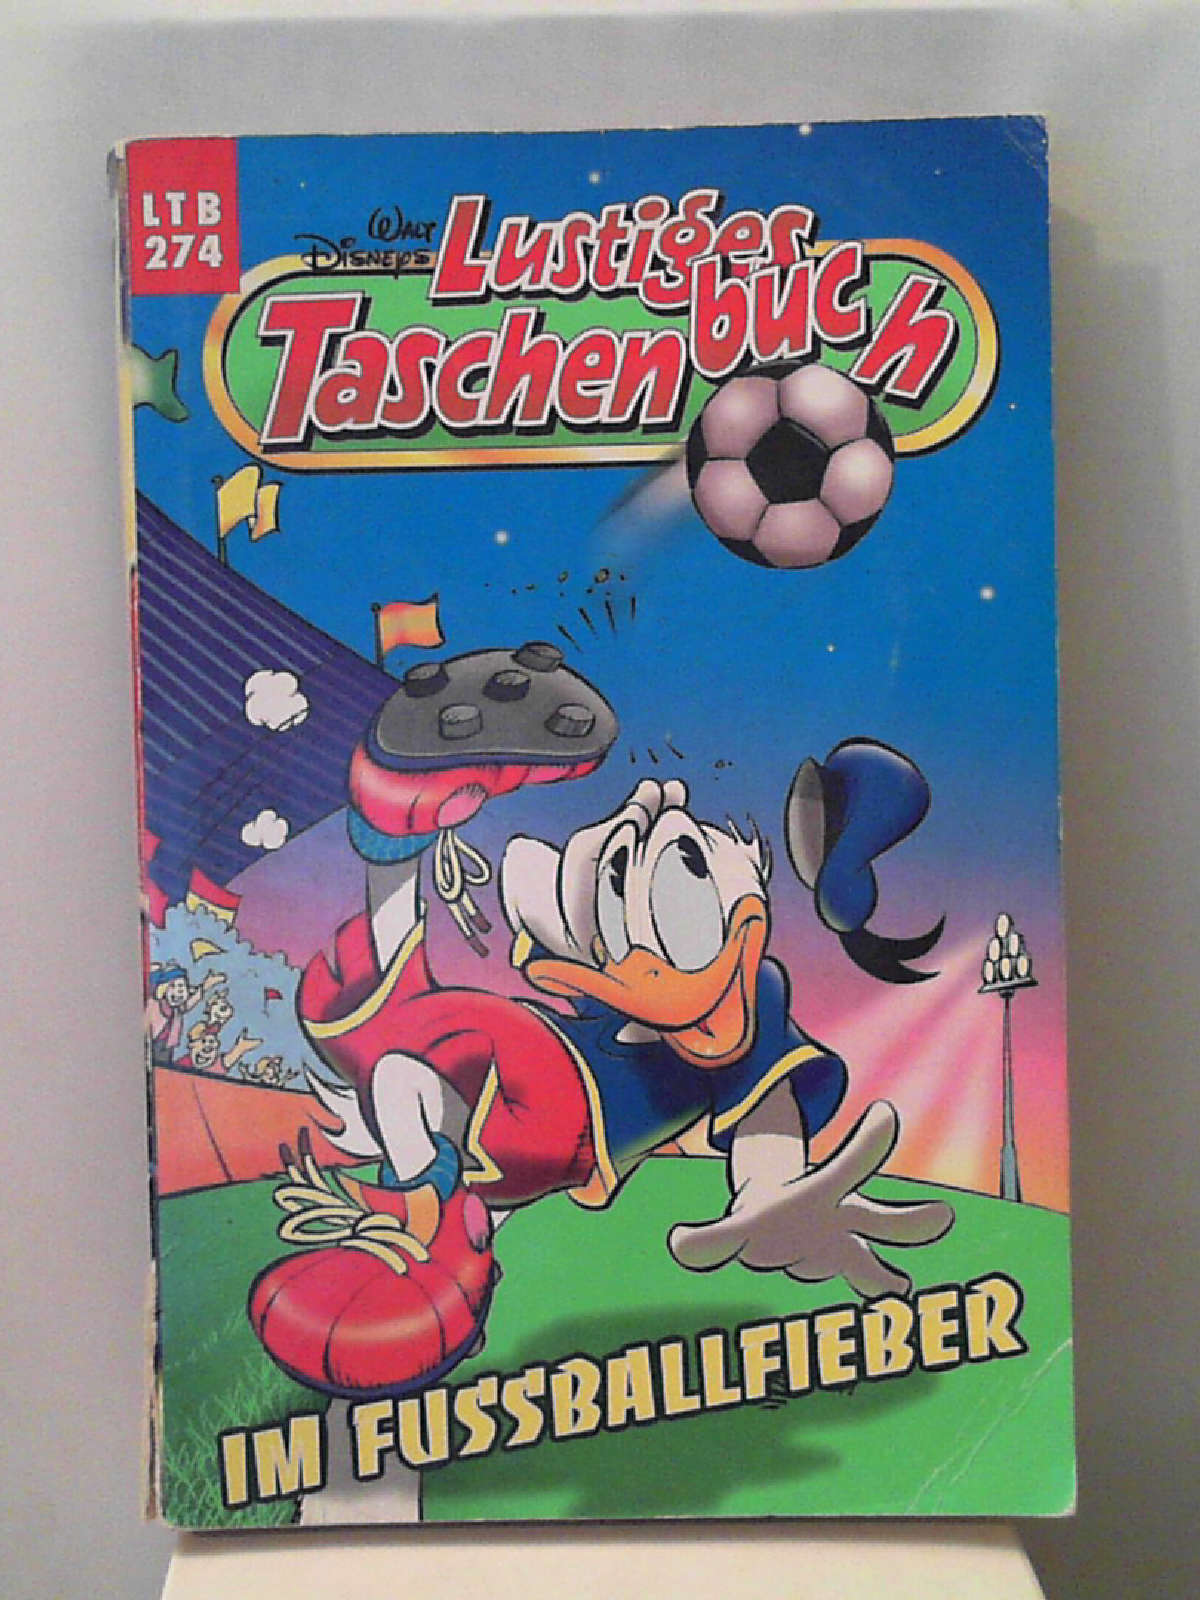 LTB
274
WALT
DISNEYS
Lustiges
Taschenbuch
IM FUSSBALLFIEBER